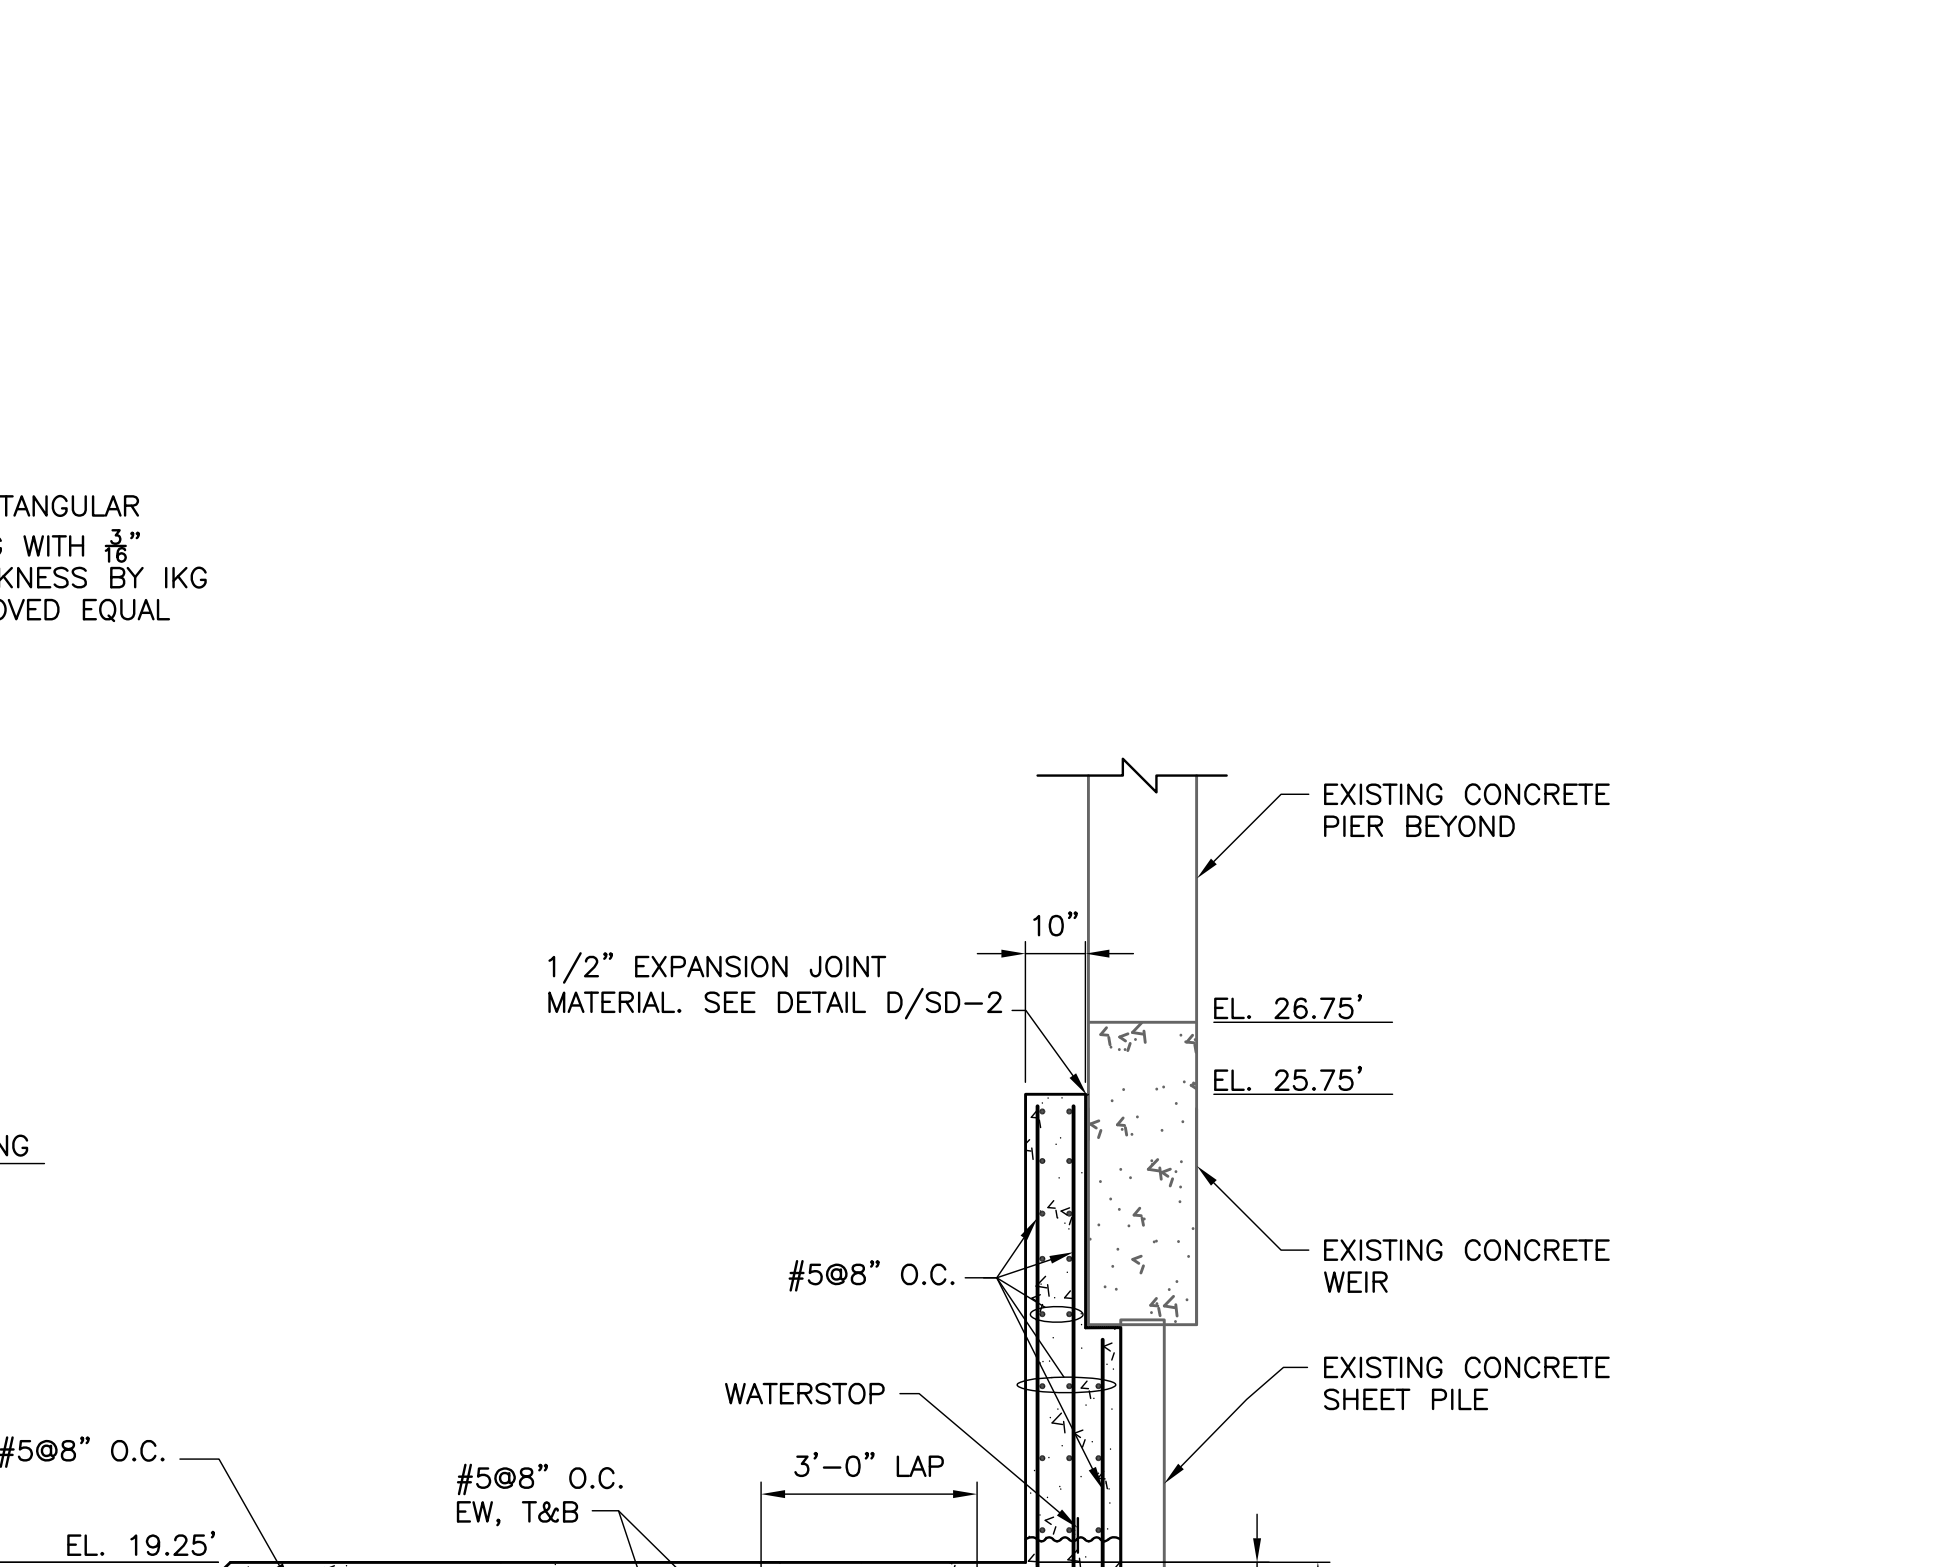 TANGULAR
WITH 3/16"
KNESS BY IKG
OVED EQUAL
EXISTING CONCRETE
PIER BEYOND
10"
1/2" EXPANSION JOINT
MATERIAL. SEE DETAIL D/SD-2
EL. 26.75'
EL. 25.75'
NG
EXISTING CONCRETE
WEIR
#5@8" O.C.
EXISTING CONCRETE
SHEET PILE
WATERSTOP
3'-0" LAP
#5@8" O.C.
#5@8" O.C.
EW, T&B
EL. 19.25'